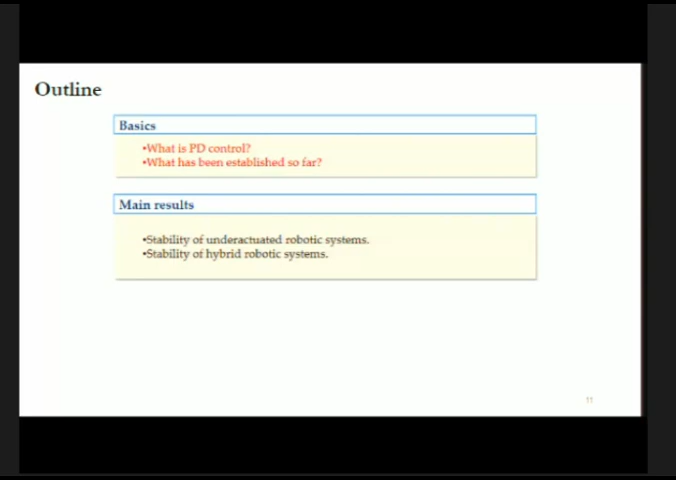 Outline
Basics
•What is PD control?
•What has been established so far?
Main results
•Stability of underactuated robotic systems.
•Stability of hybrid robotic systems.
11